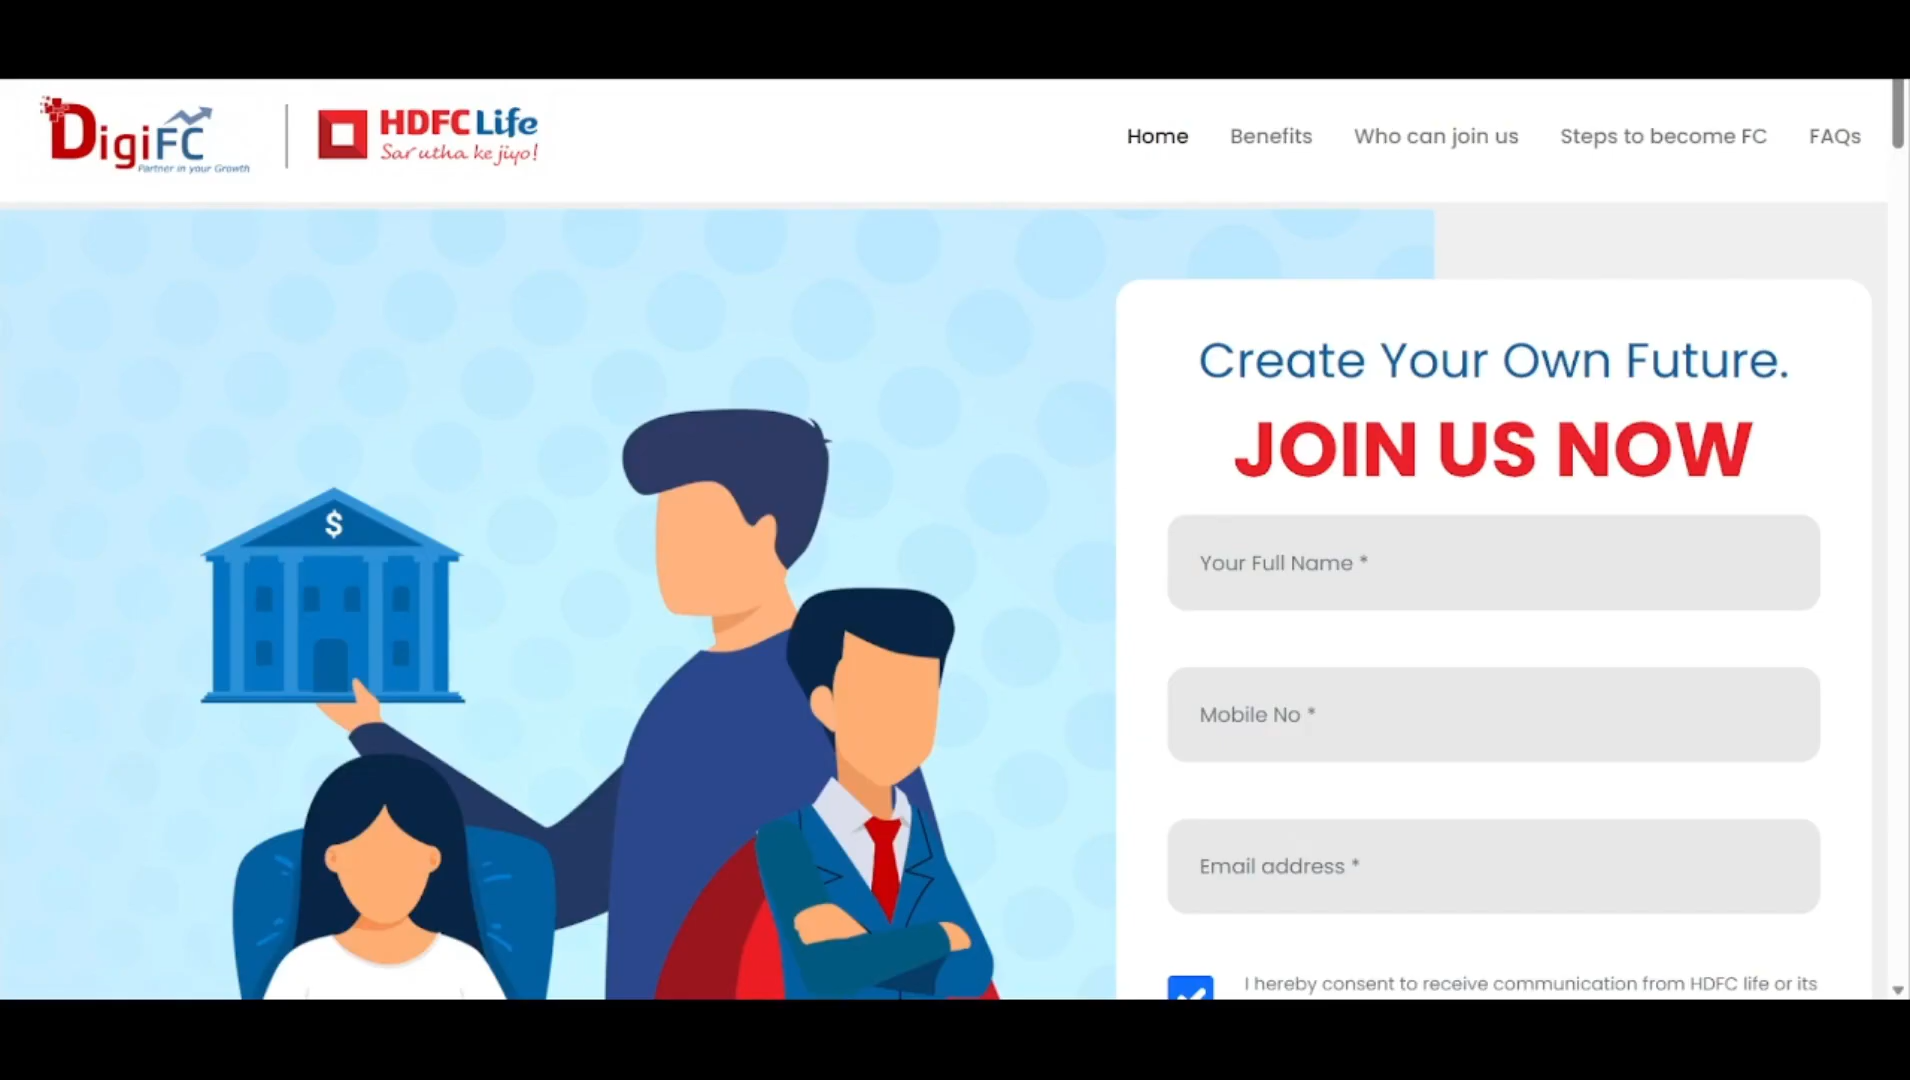 DigiFC
Partner in your Growth
HDFC Life
Sar utha ke jiyo!
Home
Benefits
Who can join us
Steps to become FC
FAQs
$
Create Your Own Future.
JOIN US NOW
Your Full Name *
Mobile No *
Email address *
I hereby consent to receive communication from HDFC life or its